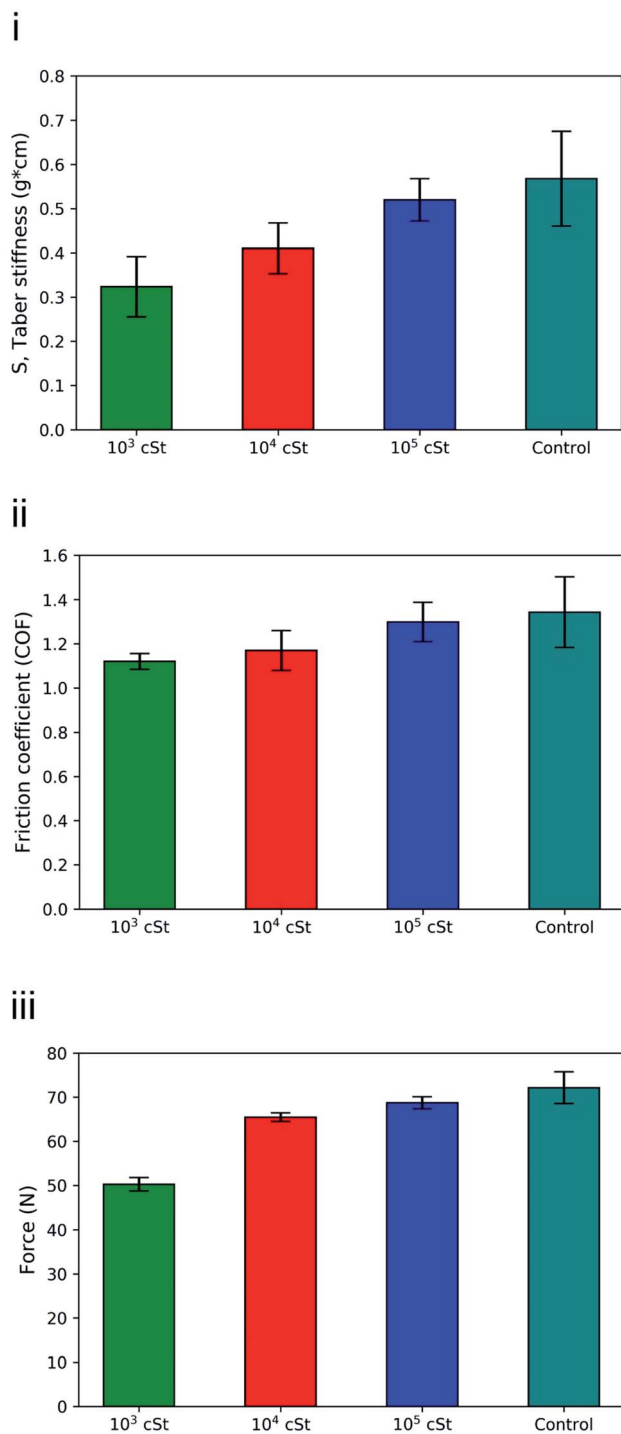 i
S, Taber stiffness (g*cm)
0.8
0.7
0.6
0.5
0.4
0.3
0.2
0.1
0.0
10³ cSt
10⁴ cSt
10⁵ cSt
Control
ii
Friction coefficient (COF)
1.6
1.4
1.2
1.0
0.8
0.6
0.4
0.2
0.0
10³ cSt
10⁴ cSt
10⁵ cSt
Control
iii
Force (N)
80
70
60
50
40
30
20
10
0
10³ cSt
10⁴ cSt
10⁵ cSt
Control